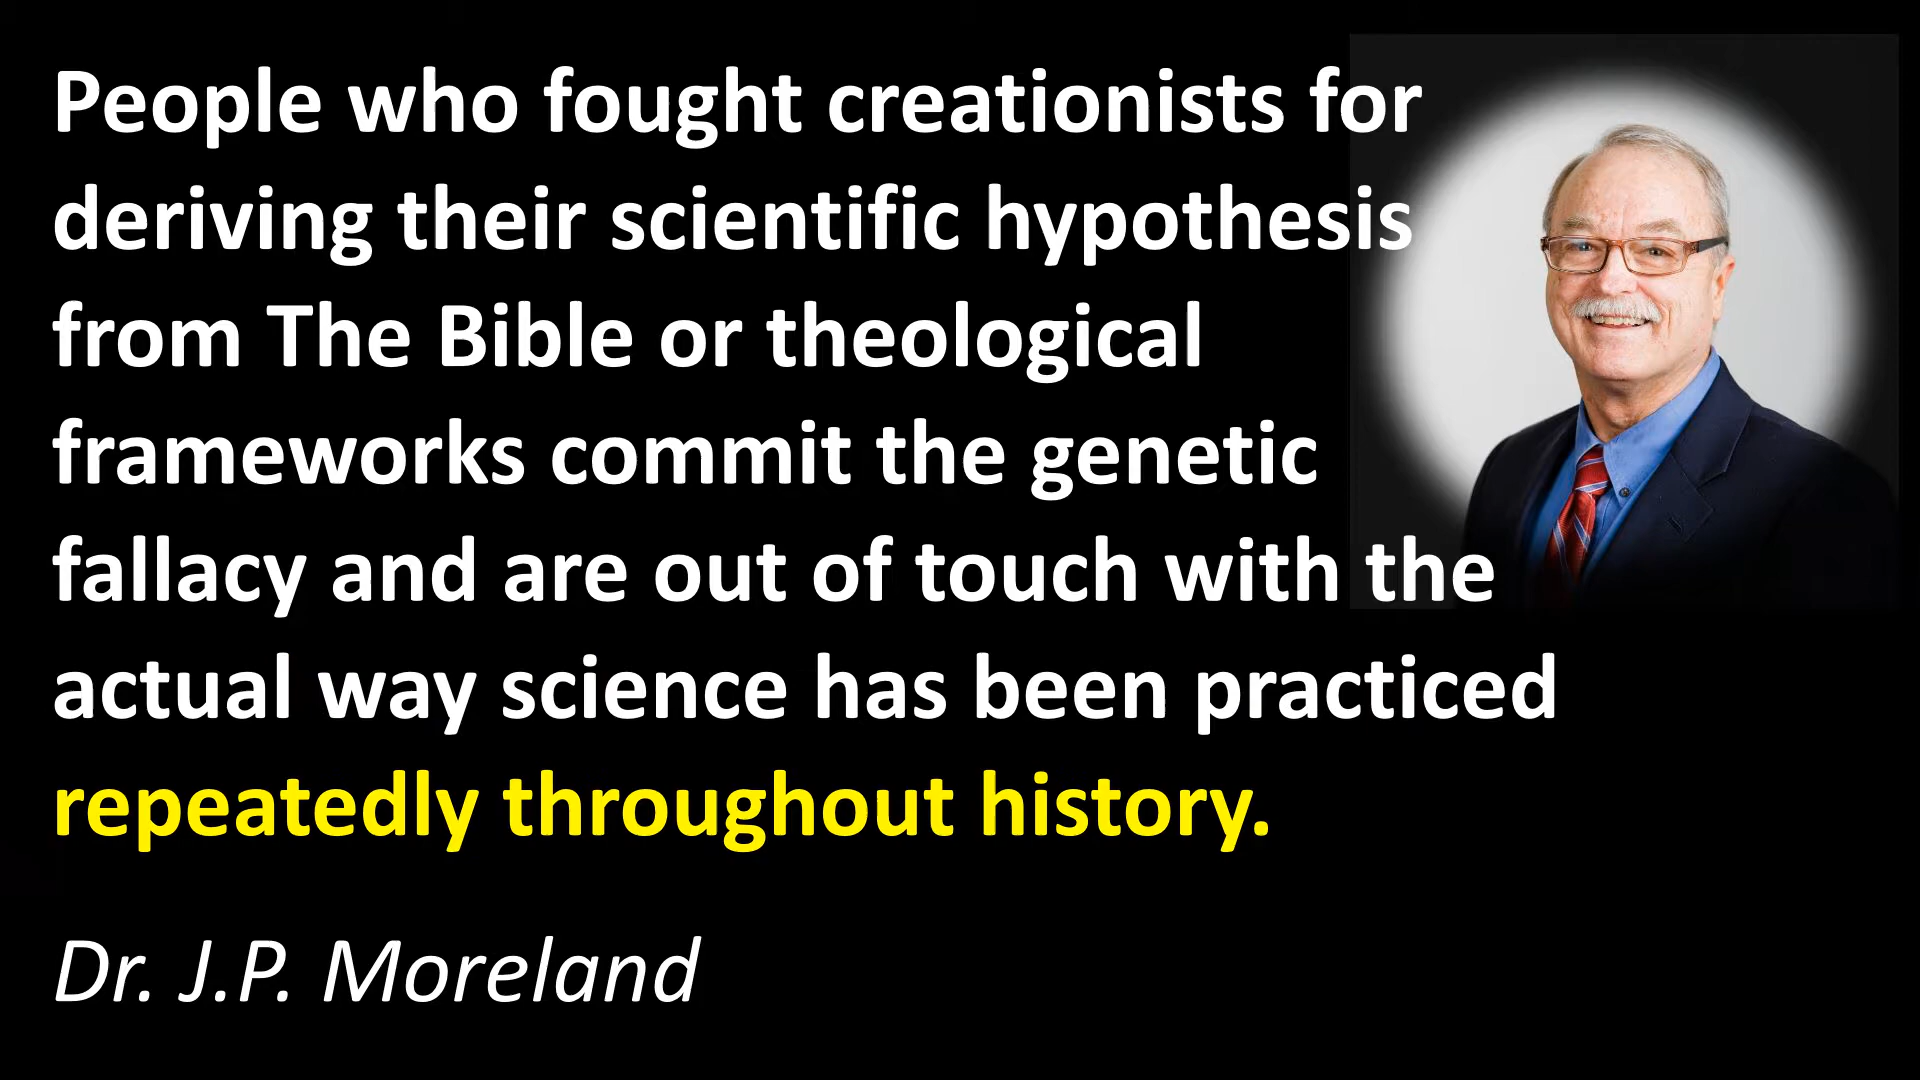 People who fought creationists for
deriving their scientific hypothesis
from The Bible or theological
frameworks commit the genetic
fallacy and are out of touch with the
actual way science has been practiced
repeatedly throughout history.
Dr. J.P. Moreland